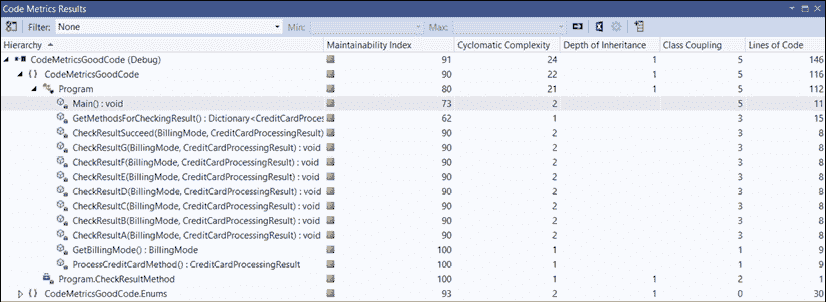 Code Metrics Results
Filter: None Min: Max:
Hierarchy Maintainability Index Cyclomatic Complexity Depth of Inheritance Class Coupling Lines of Code
CodeMetricsGoodCode (Debug) 91 24 1 5 146
{ } CodeMetricsGoodCode 90 22 1 5 116
Program 80 21 1 5 112
Main() : void 73 2 5 11
GetMethodsForCheckingResult() : Dictionary<CreditCardProces 62 1 3 15
CheckResultSucceed(BillingMode, CreditCardProcessingResult) 90 2 3 8
CheckResultG(BillingMode, CreditCardProcessingResult) : void 90 2 3 8
CheckResultF(BillingMode, CreditCardProcessingResult) : void 90 2 3 8
CheckResultE(BillingMode, CreditCardProcessingResult) : void 90 2 3 8
CheckResultD(BillingMode, CreditCardProcessingResult) : void 90 2 3 8
CheckResultC(BillingMode, CreditCardProcessingResult) : void 90 2 3 8
CheckResultB(BillingMode, CreditCardProcessingResult) : void 90 2 3 8
CheckResultA(BillingMode, CreditCardProcessingResult) : void 90 2 3 8
GetBillingMode() : BillingMode 100 1 1 9
ProcessCreditCardMethod() : CreditCardProcessingResult 100 1 1 9
Program.CheckResultMethod 100 1 1 2 1
{ } CodeMetricsGoodCode.Enums 93 2 1 0 30